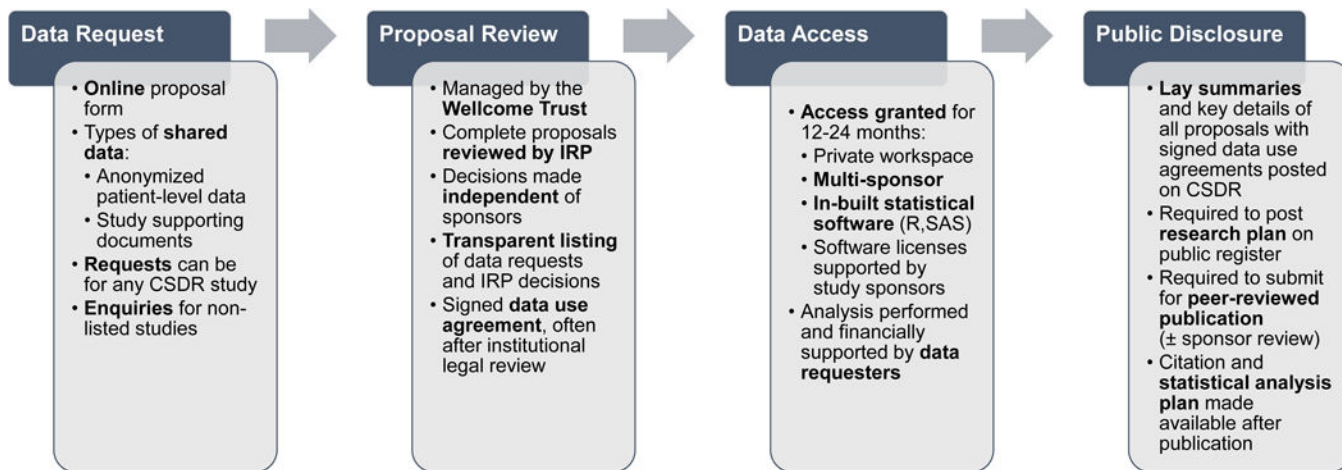 Data Request
• Online proposal
form
• Types of shared
data:
• Anonymized
patient-level data
• Study supporting
documents
• Requests can be
for any CSDR study
• Enquiries for non-
listed studies
Proposal Review
• Managed by the
Wellcome Trust
• Complete proposals
reviewed by IRP
• Decisions made
independent of
sponsors
• Transparent listing
of data requests
and IRP decisions
• Signed data use
agreement, often
after institutional
legal review
Data Access
• Access granted for
12-24 months:
• Private workspace
• Multi-sponsor
• In-built statistical
software (R,SAS)
• Software licenses
supported by
study sponsors
• Analysis performed
and financially
supported by data
requesters
Public Disclosure
• Lay summaries
and key details of
all proposals with
signed data use
agreements posted
on CSDR
• Required to post
research plan on
public register
• Required to submit
for peer-reviewed
publication
(± sponsor review)
• Citation and
statistical analysis
plan made
available after
publication